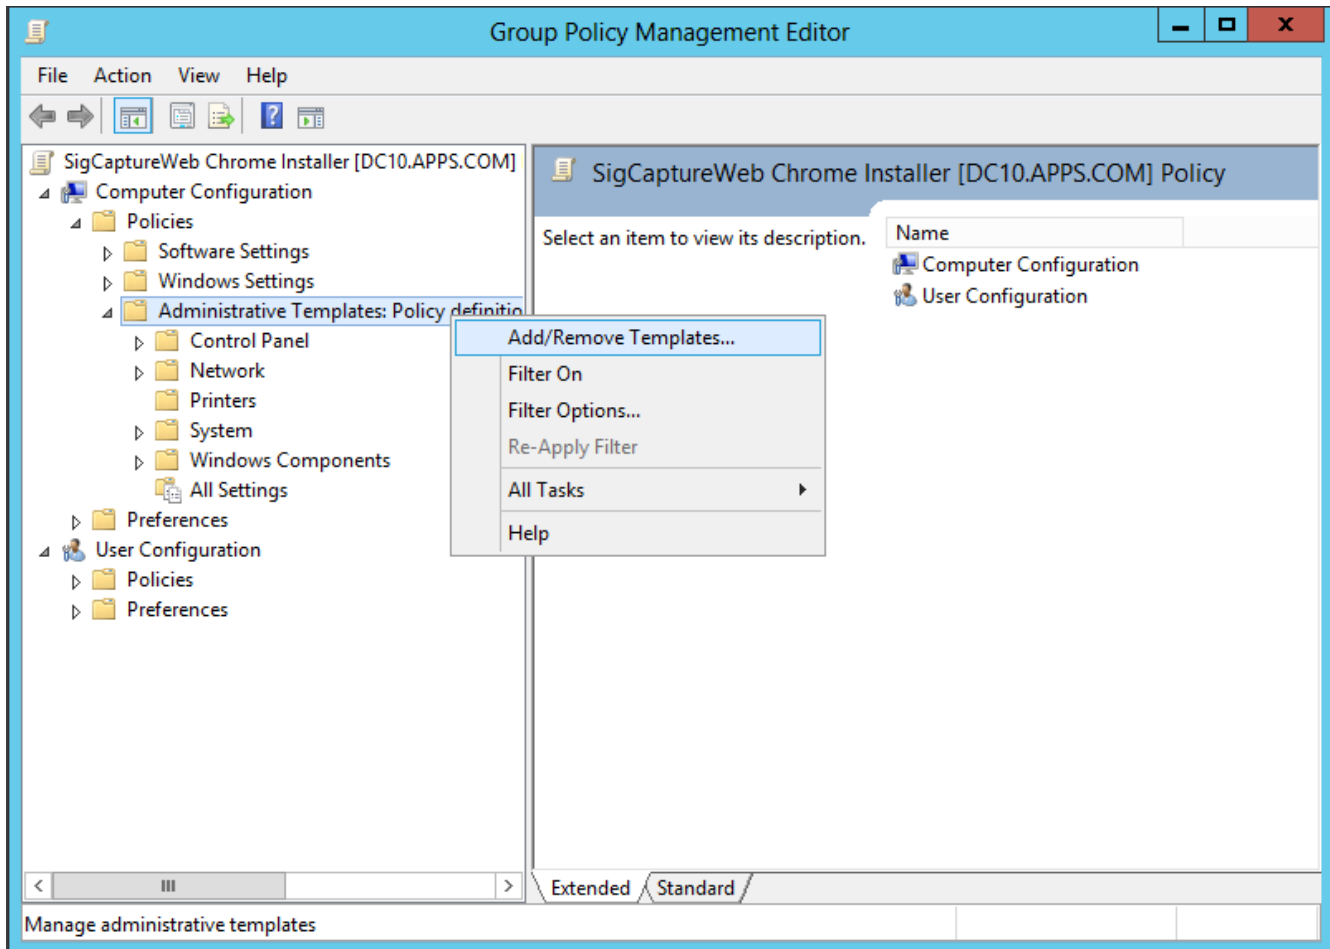 Group Policy Management Editor
File Action View Help
SigCaptureWeb Chrome Installer [DC10.APPS.COM]
Computer Configuration
Policies
Software Settings
Windows Settings
Administrative Templates: Policy definitio
Control Panel
Network
Printers
System
Windows Components
All Settings
Preferences
User Configuration
Policies
Preferences
Add/Remove Templates...
Filter On
Filter Options...
Re-Apply Filter
All Tasks
Help
SigCaptureWeb Chrome Installer [DC10.APPS.COM] Policy
Select an item to view its description.
Name
Computer Configuration
User Configuration
Extended Standard
Manage administrative templates